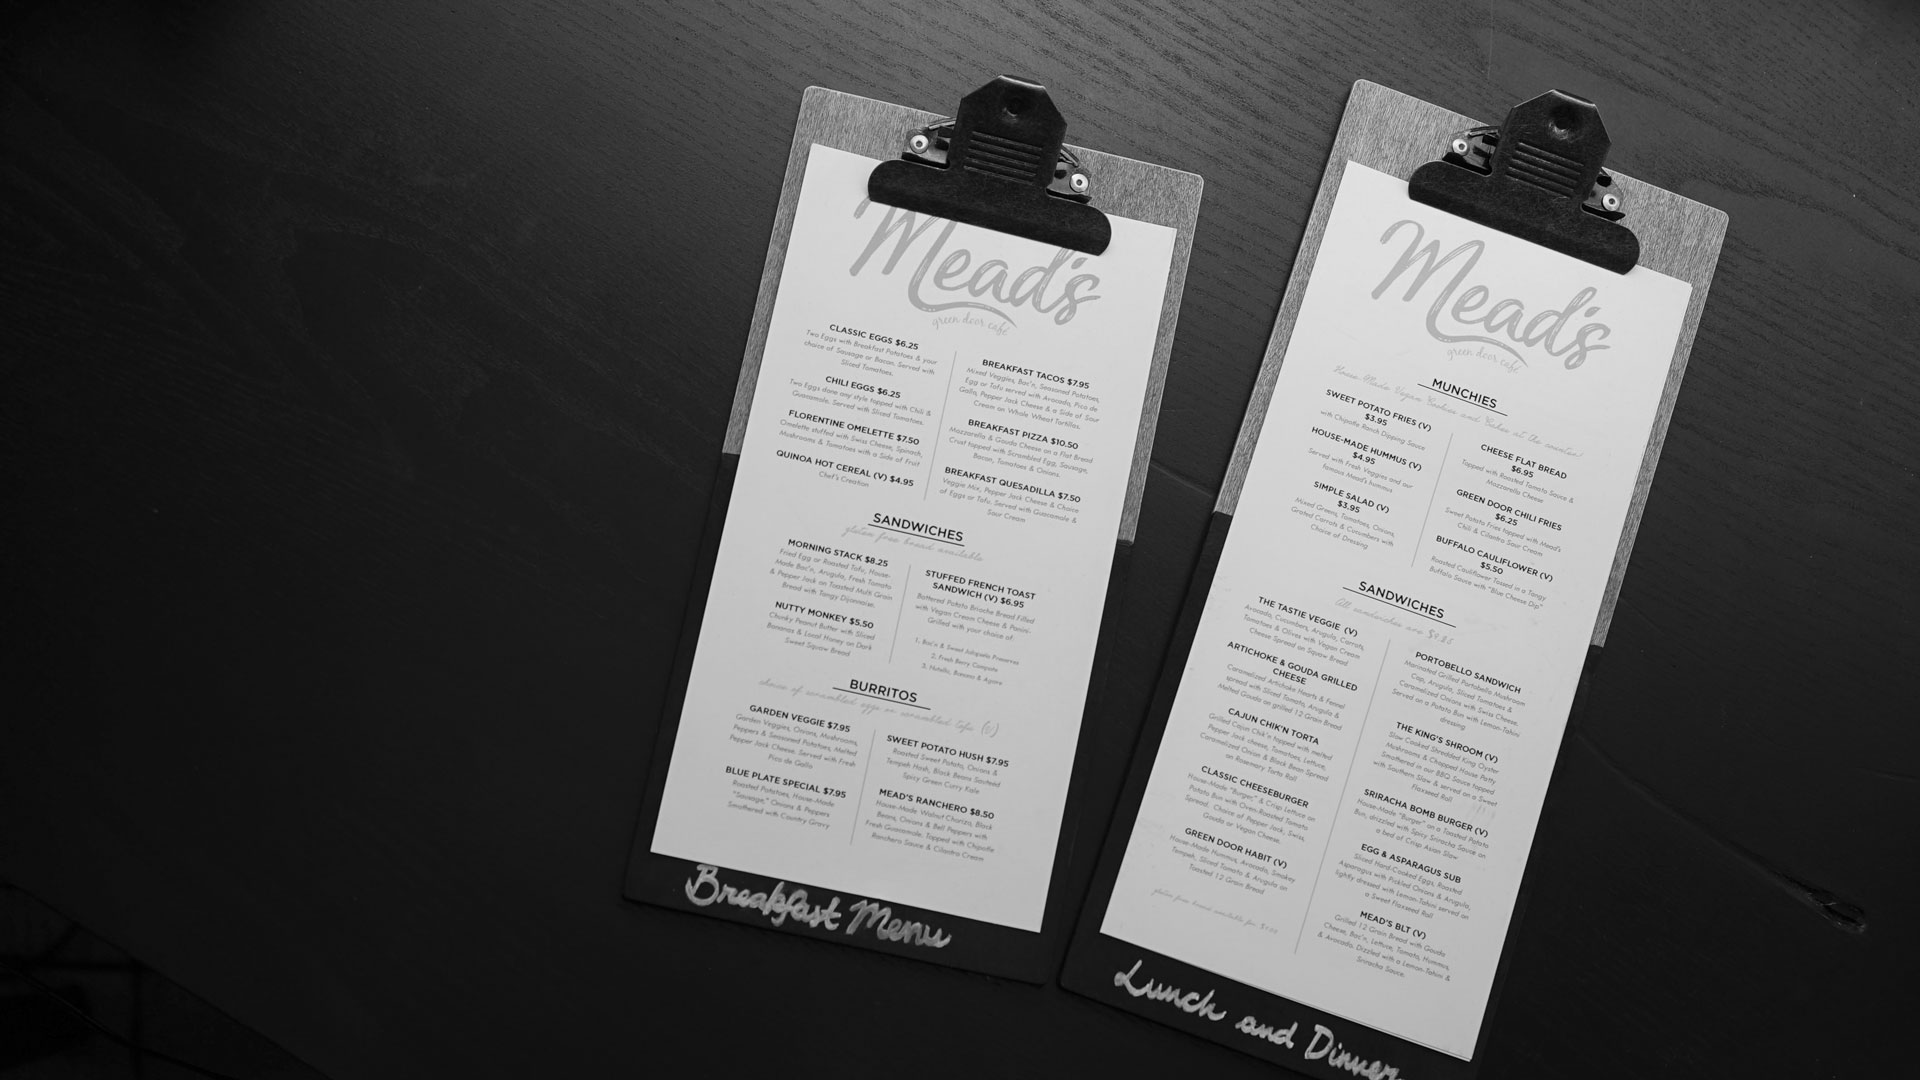 Mead's
green door café
CLASSIC EGGS $6.25
Two Eggs with Breakfast Potatoes & your
choice of Sausage or Bacon. Served with
Sliced Tomatoes.
CHILI EGGS $6.25
Two Eggs done any style topped with Chili &
Guacamole. Served with Sliced Tomatoes.
FLORENTINE OMELETTE $7.50
Omelette stuffed with Swiss Cheese, Spinach,
Mushrooms & Tomatoes with a Side of Fruit
QUINOA HOT CEREAL (V) $4.95
Chef's Creation
BREAKFAST TACOS $7.95
Mixed Veggies, Bac'n, Seasoned Potatoes,
Egg or Tofu served with Avocado, Pico de
Gallo, Pepper Jack Cheese & a Side of Sour
Cream on Whole Wheat Tortillas.
BREAKFAST PIZZA $10.50
Mozzarella & Gouda Cheese on a Flat Bread
Crust topped with Scrambled Egg, Sausage,
Bacon, Tomatoes & Onions.
BREAKFAST QUESADILLA $7.50
Veggie Mix, Pepper Jack Cheese & Choice
of Eggs or Tofu. Served with Guacamole &
Sour Cream
SANDWICHES
gluten free bread available
MORNING STACK $8.25
Fried Egg or Roasted Tofu, House-
Made Bac'n, Arugula, Fresh Tomato
& Pepper Jack on Toasted Multi Grain
Bread with Tangy Dijonnaise.
NUTTY MONKEY $5.50
Chunky Peanut Butter with Sliced
Bananas & Local Honey on Dark
Sweet Squaw Bread
STUFFED FRENCH TOAST
SANDWICH (V) $6.95
Battered Potato Brioche Bread Filled
with Vegan Cream Cheese & Panini-
Grilled with your choice of:
1. Bac'n & Sweet Jalapeño Preserves
2. Fresh Berry Compote
3. Nutella, Banana & Agave
BURRITOS
choice of scrambled eggs or scrambled tofu (v)
GARDEN VEGGIE $7.95
Garden Veggies, Onions, Mushrooms,
Peppers & Seasoned Potatoes, Melted
Pepper Jack Cheese. Served with Fresh
Pico de Gallo
BLUE PLATE SPECIAL $7.95
Roasted Potatoes, House-Made
"Sausage," Onions & Peppers
Smothered with Country Gravy
SWEET POTATO HUSH $7.95
Roasted Sweet Potato, Onions &
Tempeh Hash, Black Beans Sauteed
Spicy Green Curry Kale
MEAD'S RANCHERO $8.50
House-Made Walnut Chorizo, Black
Beans, Onions & Bell Peppers with
Fresh Guacamole. Topped with Chipotle
Ranchero Sauce & Cilantro Cream
Breakfast Menu
Mead's
green door café
MUNCHIES
House-Made Vegan Cookies and Cakes at the counter
SWEET POTATO FRIES (V)
$3.95
with Chipotle Ranch Dipping Sauce
HOUSE-MADE HUMMUS (V)
$4.95
Served with Fresh Veggies and our
famous Mead's hummus
SIMPLE SALAD (V)
$3.95
Mixed Greens, Tomatoes, Onions,
Grated Carrots & Cucumbers with
Choice of Dressing
CHEESE FLAT BREAD
$6.95
Topped with Roasted Tomato Sauce &
Mozzarella Cheese
GREEN DOOR CHILI FRIES
$6.25
Sweet Potato Fries topped with Mead's
Chili & Cilantro Sour Cream
BUFFALO CAULIFLOWER (V)
$5.50
Roasted Cauliflower Tossed in a Tangy
Buffalo Sauce with "Blue Cheese Dip"
SANDWICHES
All sandwiches are
THE TASTIE VEGGIE (V)
Avocado, Cucumbers, Arugula, Carrots,
Tomatoes & Olives with Vegan Cream
Cheese Spread on Squaw Bread
ARTICHOKE & GOUDA GRILLED
CHEESE
Caramelized Artichoke Hearts & Fennel
spread with Sliced Tomato, Arugula &
Melted Gouda on grilled 12 Grain Bread
CAJUN CHIK'N TORTA
Grilled Cajun Chik'n topped with melted
Pepper Jack cheese, Tomatoes, Lettuce,
Caramelized Onion & Black Bean Spread
on Rosemary Torta Roll
CLASSIC CHEESEBURGER
House-Made "Burger" & Crisp Lettuce on
Potato Bun with Oven-Roasted Tomato
Spread. Choice of Pepper Jack, Swiss,
Gouda or Vegan Cheese.
GREEN DOOR HABIT (V)
House-Made Hummus, Avocado, Smokey
Tempeh, Sliced Tomato & Arugula on
Toasted 12 Grain Bread
gluten free bread available for $1.00
PORTOBELLO SANDWICH
Marinated Grilled Portobello Mushroom
Cap, Arugula, Sliced Tomatoes &
Caramelized Onions with Swiss Cheese.
Served on a Potato Bun with Lemon-Tahini
dressing
THE KING'S SHROOM (V)
Slow Cooked Shredded King Oyster
Mushrooms & Chopped House Patty
Smothered in our BBQ Sauce topped
with Southern Slaw & served on a Sweet
Flaxseed Roll
SRIRACHA BOMB BURGER (V)
House-Made "Burger" on a Toasted Potato
Bun, drizzled with Spicy Sriracha Sauce on
a bed of Crisp Asian Slaw
EGG & ASPARAGUS SUB
Sliced Hard-Cooked Eggs, Roasted
Asparagus with Pickled Onions & Arugula,
lightly dressed with Lemon-Tahini served on
a Sweet Flaxseed Roll
MEAD'S BLT (V)
Grilled 12 Grain Bread with Gouda
Cheese, Bac'n, Lettuce, Tomato, Hummus,
& Avocado. Dizzled with a Lemon-Tahini &
Sriracha Sauce.
Lunch and Dinner